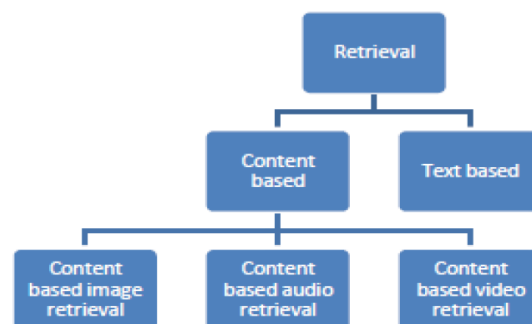 Retrieval
Content
based
Text based
Content
based image
retrieval
Content
based audio
retrieval
Content
based video
retrieval